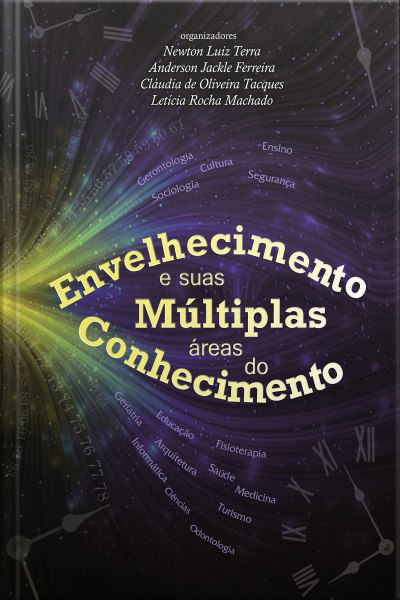 organizadores
Newton Luiz Terra
Anderson Jackle Ferreira
Cláudia de Oliveira Tacques
Letícia Rocha Machado
Ensino
Gerontologia
Cultura
Segurança
Sociologia
Envelhecimento
e suas
Múltiplas
áreas
do
Conhecimento
Geriatria
Educação
Fisioterapia
Arquitetura
Saúde
Informática
Medicina
Ciências
Turismo
Odontologia